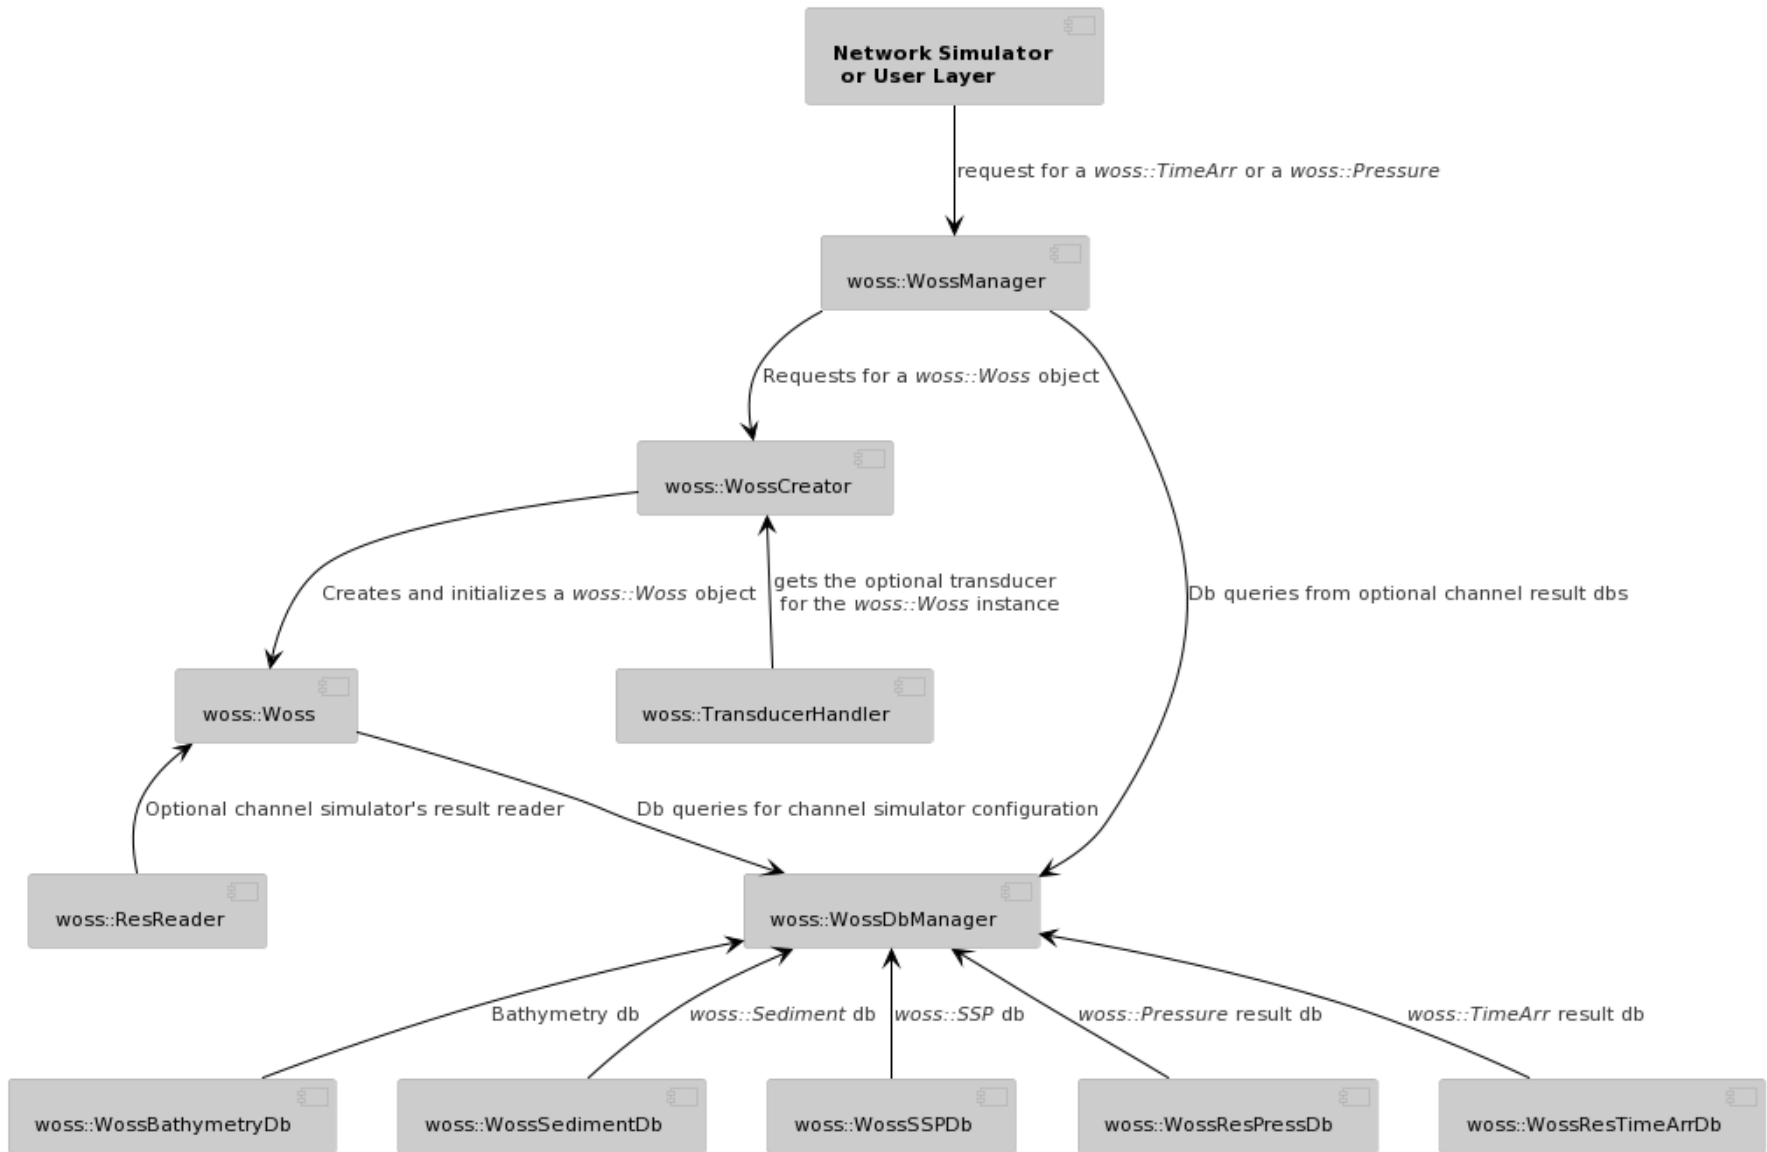 Network Simulator
or User Layer
request for a woss::TimeArr or a woss::Pressure
woss::WossManager
Requests for a woss::Woss object
woss::WossCreator
Creates and initializes a woss::Woss object
gets the optional transducer
for the woss::Woss instance
Db queries from optional channel result dbs
woss::Woss
woss::TransducerHandler
Optional channel simulator's result reader
Db queries for channel simulator configuration
woss::ResReader
woss::WossDbManager
Bathymetry db
woss::Sediment db
woss::SSP db
woss::Pressure result db
woss::TimeArr result db
woss::WossBathymetryDb
woss::WossSedimentDb
woss::WossSSPDb
woss::WossResPressDb
woss::WossResTimeArrDb